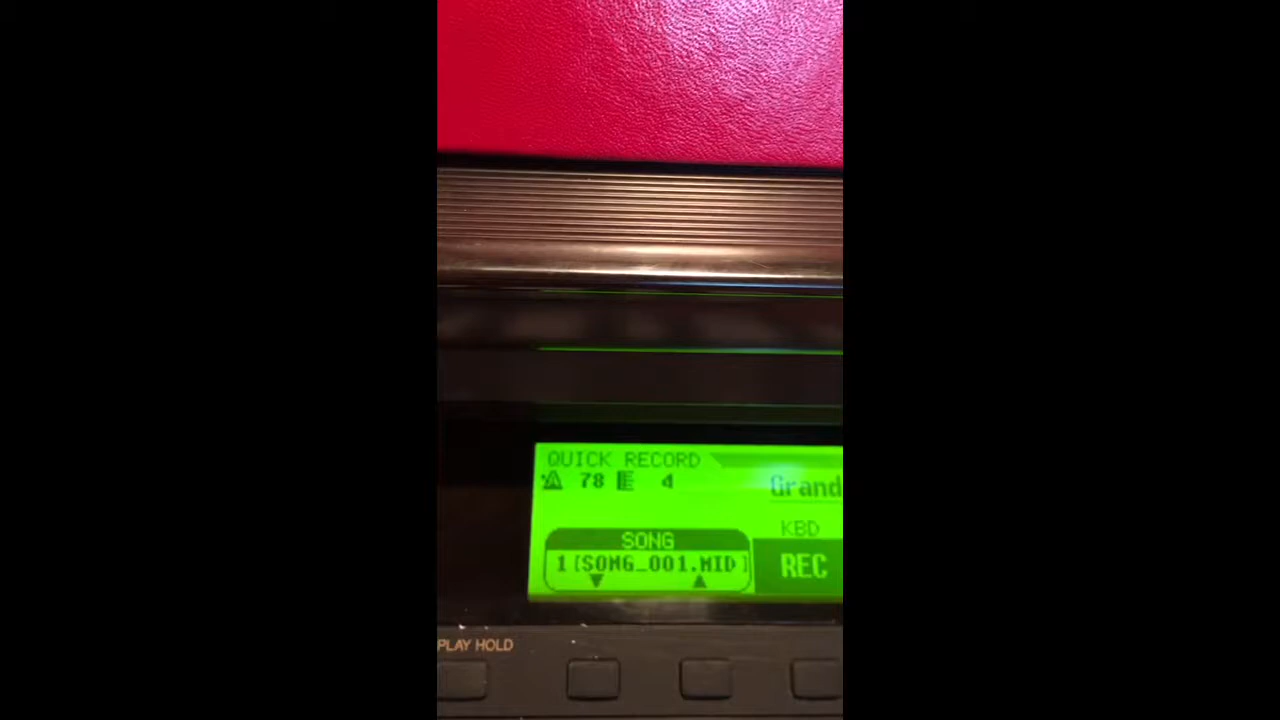 QUICK RECORD
78 4
Grand
KBD
SONG
1[SONG_001.MID]
REC
PLAY HOLD